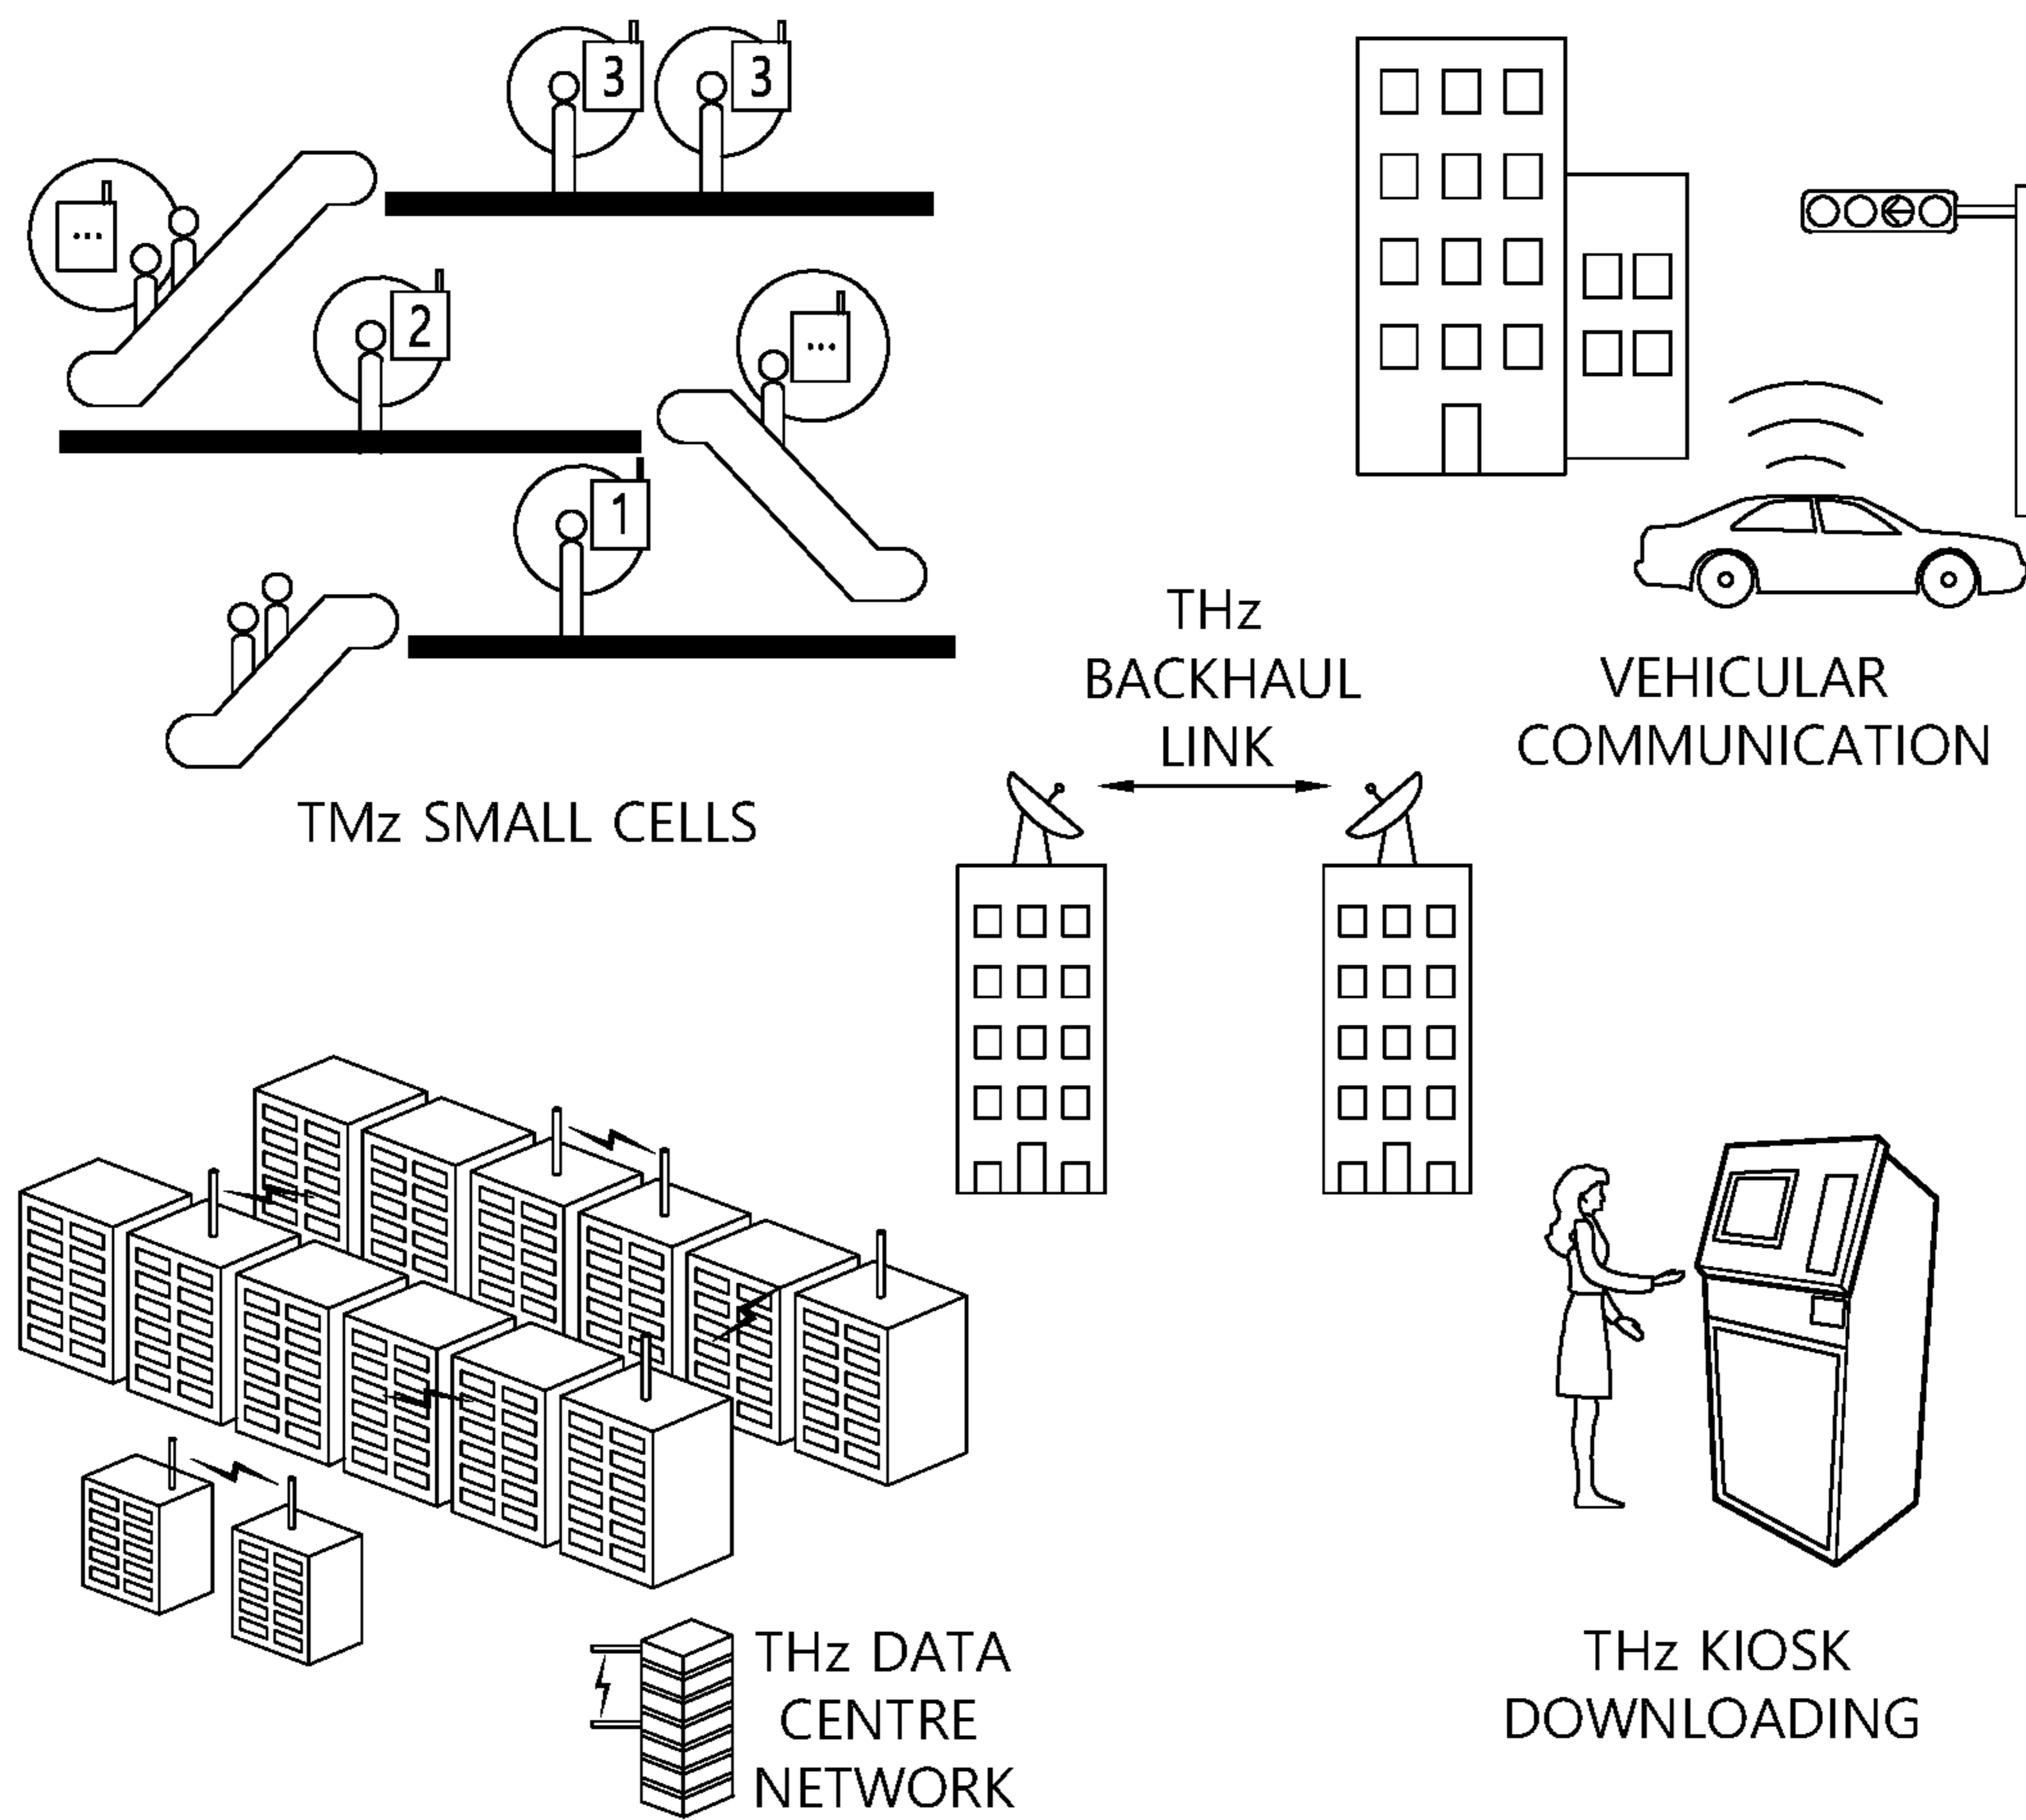 3
3
...
2
...
1
TMz SMALL CELLS
THz
BACKHAUL
LINK
VEHICULAR
COMMUNICATION
THz DATA
CENTRE
NETWORK
THz KIOSK
DOWNLOADING